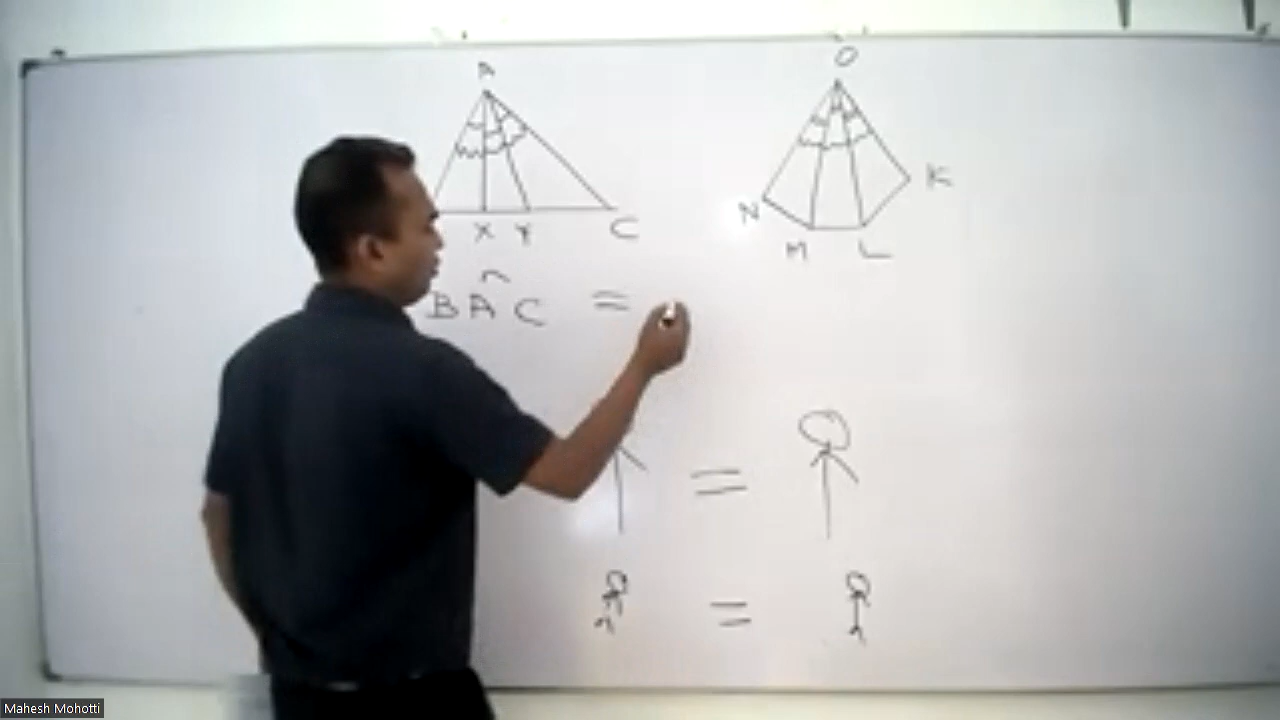 A
O
K
N
X Y C
M L
BÂC =
=
=
Mahesh Mohotti